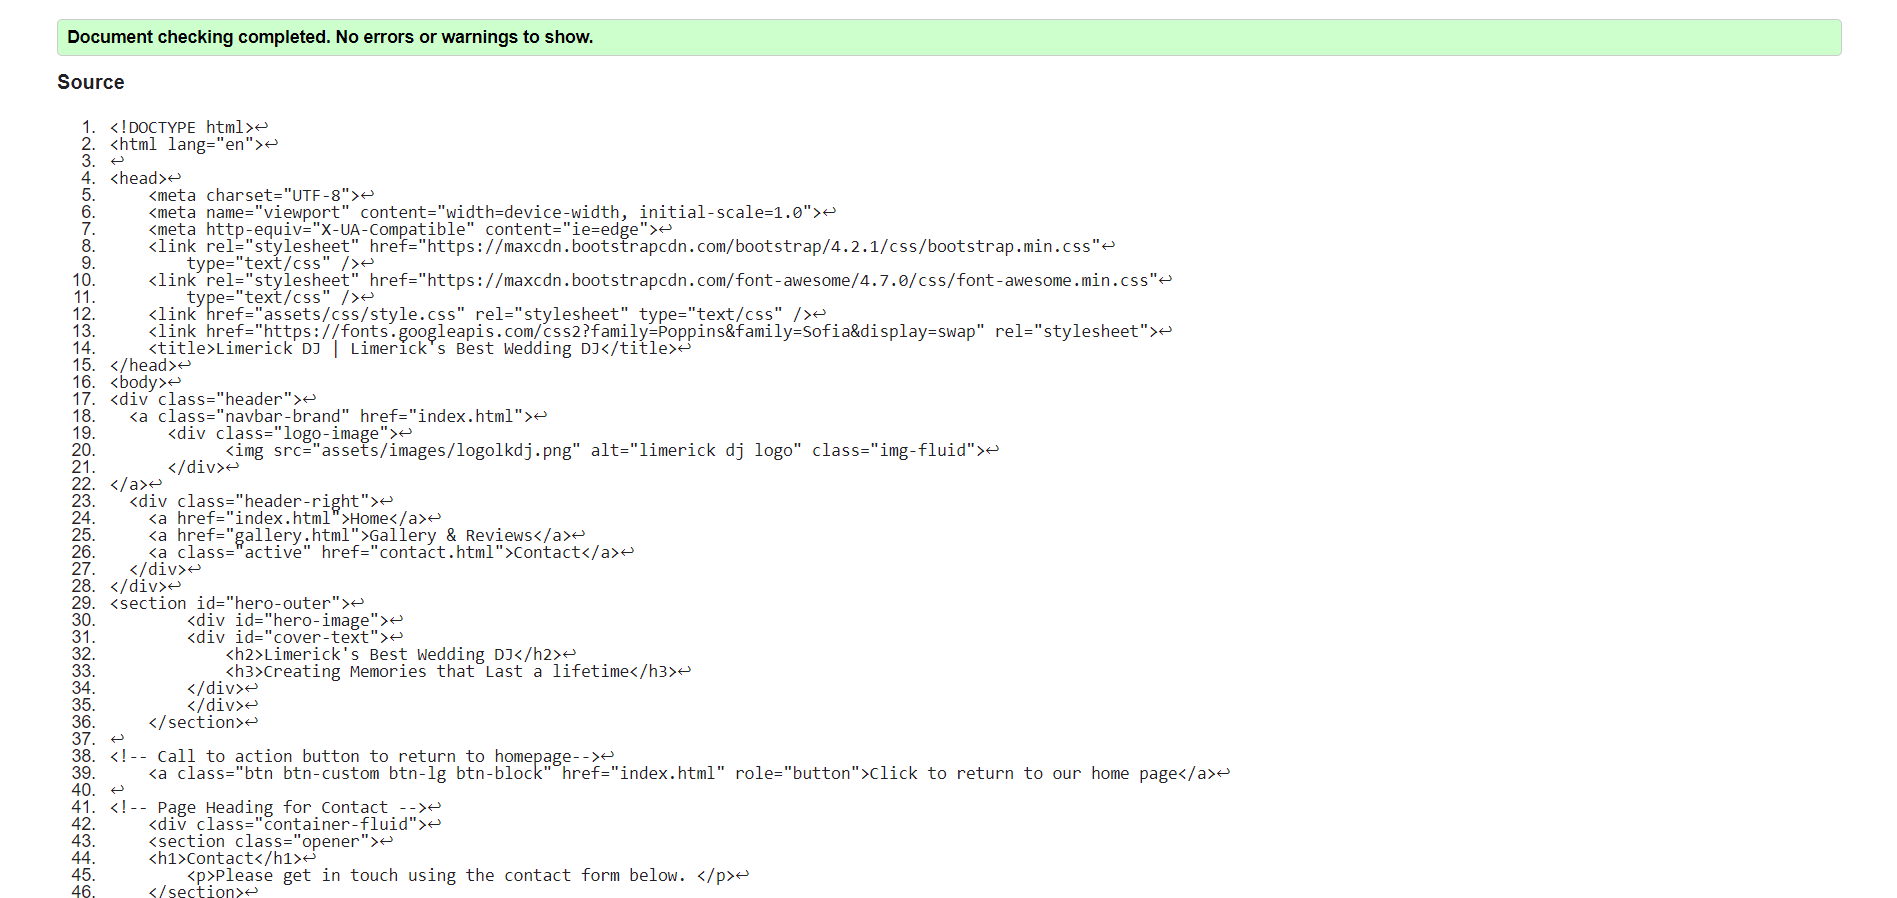 Document checking completed. No errors or warnings to show.
Source
1. <!DOCTYPE html>↩
2. <html lang="en">↩
3. ↩
4. <head>↩
5.     <meta charset="UTF-8">↩
6.     <meta name="viewport" content="width=device-width, initial-scale=1.0">↩
7.     <meta http-equiv="X-UA-Compatible" content="ie=edge">↩
8.     <link rel="stylesheet" href="https://maxcdn.bootstrapcdn.com/bootstrap/4.2.1/css/bootstrap.min.css"↩
9.         type="text/css" />↩
10.     <link rel="stylesheet" href="https://maxcdn.bootstrapcdn.com/font-awesome/4.7.0/css/font-awesome.min.css"↩
11.         type="text/css" />↩
12.     <link href="assets/css/style.css" rel="stylesheet" type="text/css" />↩
13.     <link href="https://fonts.googleapis.com/css2?family=Poppins&family=Sofia&display=swap" rel="stylesheet">↩
14.     <title>Limerick DJ | Limerick's Best Wedding DJ</title>↩
15. </head>↩
16. <body>↩
17. <div class="header">↩
18.   <a class="navbar-brand" href="index.html">↩
19.       <div class="logo-image">↩
20.             <img src="assets/images/logolkdj.png" alt="limerick dj logo" class="img-fluid">↩
21.       </div>↩
22. </a>↩
23.   <div class="header-right">↩
24.     <a href="index.html">Home</a>↩
25.     <a href="gallery.html">Gallery & Reviews</a>↩
26.     <a class="active" href="contact.html">Contact</a>↩
27.   </div>↩
28. </div>↩
29. <section id="hero-outer">↩
30.         <div id="hero-image">↩
31.         <div id="cover-text">↩
32.             <h2>Limerick's Best Wedding DJ</h2>↩
33.             <h3>Creating Memories that Last a lifetime</h3>↩
34.         </div>↩
35.         </div>↩
36.     </section>↩
37. ↩
38. <!-- Call to action button to return to homepage-->↩
39.     <a class="btn btn-custom btn-lg btn-block" href="index.html" role="button">Click to return to our home page</a>↩
40. ↩
41. <!-- Page Heading for Contact -->↩
42.     <div class="container-fluid">↩
43.     <section class="opener">↩
44.     <h1>Contact</h1>↩
45.         <p>Please get in touch using the contact form below. </p>↩
46.     </section>↩